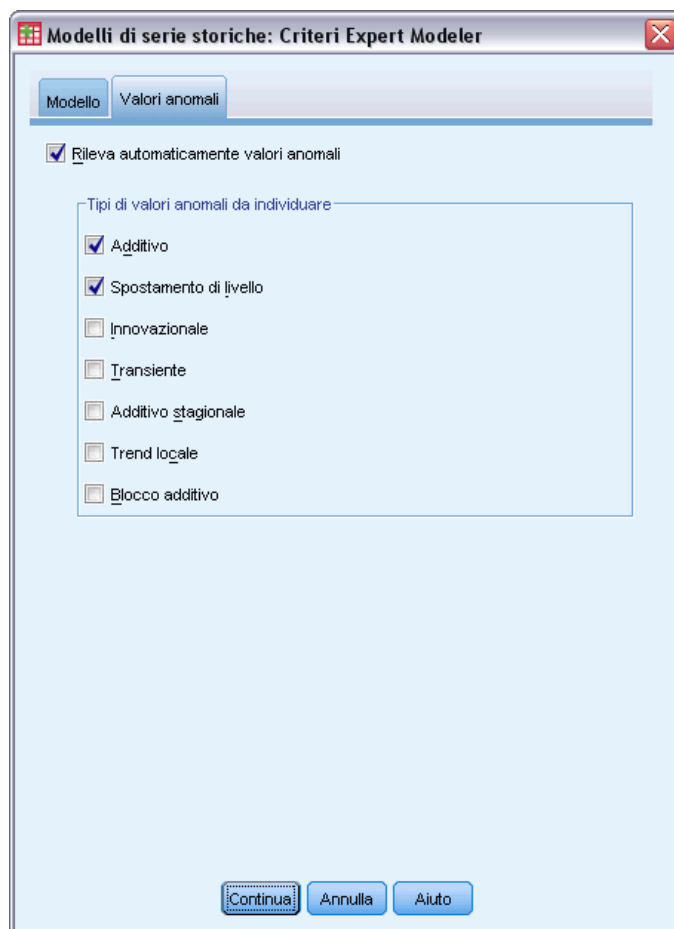 Modelli di serie storiche: Criteri Expert Modeler
Modello
Valori anomali
Rileva automaticamente valori anomali
Tipi di valori anomali da individuare
Additivo
Spostamento di livello
Innovazionale
Transiente
Additivo stagionale
Trend locale
Blocco additivo
Continua
Annulla
Aiuto